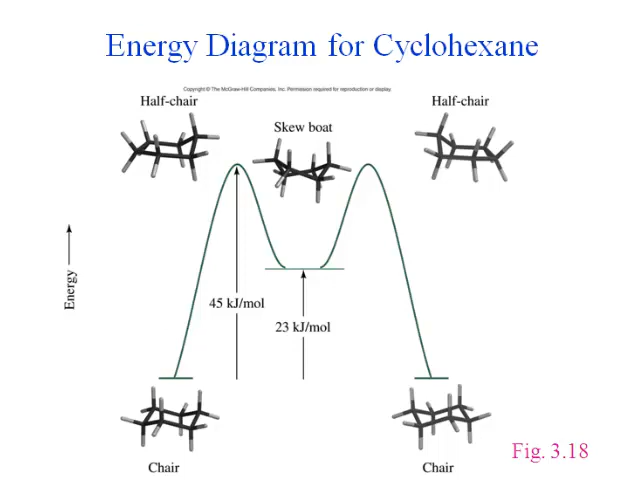 Energy Diagram for Cyclohexane
Copyright © The McGraw-Hill Companies, Inc. Permission required for reproduction or display.
Half-chair
Half-chair
Skew boat
Energy
45 kJ/mol
23 kJ/mol
Chair
Chair
Fig. 3.18